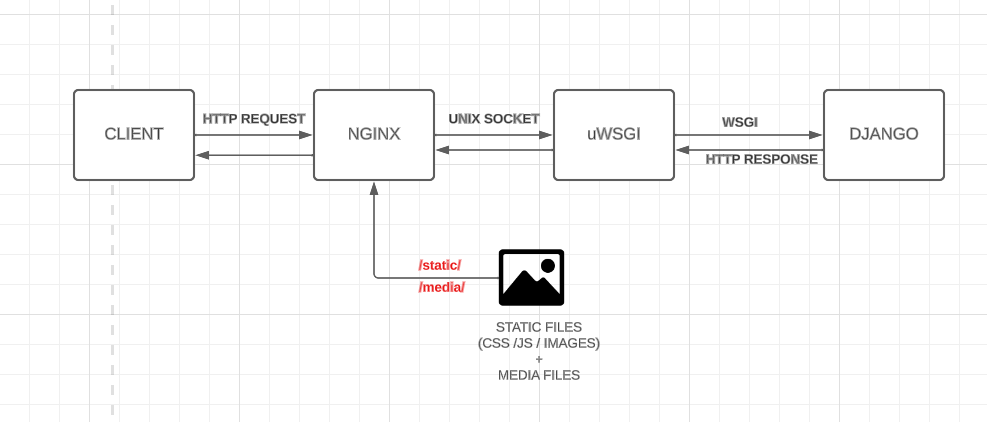 CLIENT
HTTP REQUEST
NGINX
UNIX SOCKET
uWSGI
WSGI
HTTP RESPONSE
DJANGO
/static/
/media/
STATIC FILES
(CSS /JS / IMAGES)
+
MEDIA FILES